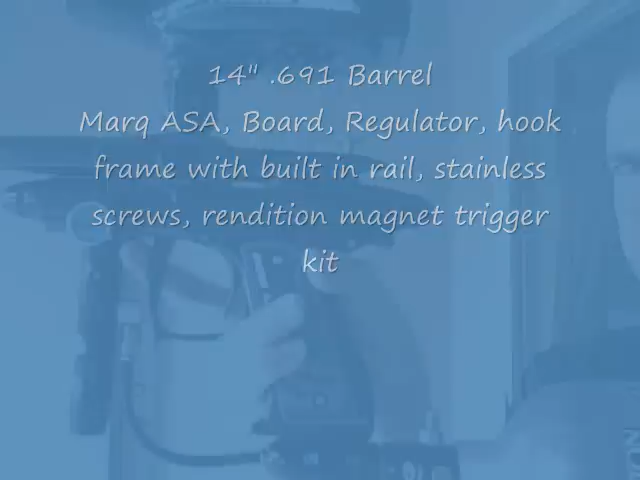 14" .691 Barrel
Marq ASA, Board, Regulator, hook
frame with built in rail, stainless
screws, rendition magnet trigger
kit